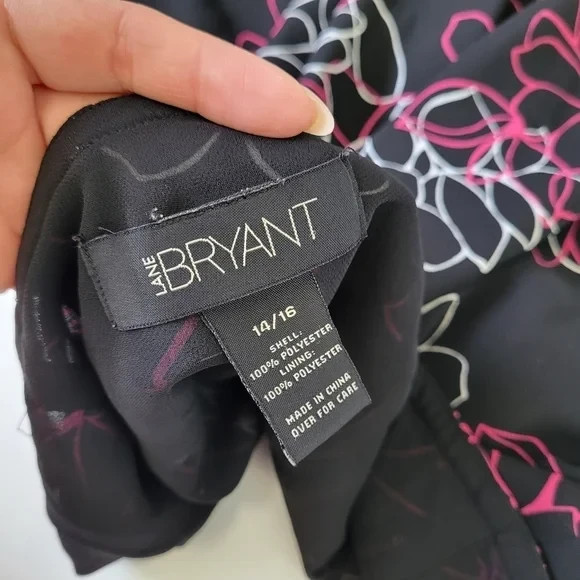 LANE BRYANT
14/16
SHELL:
100% POLYESTER
LINING:
100% POLYESTER
MADE IN CHINA
OVER FOR CARE